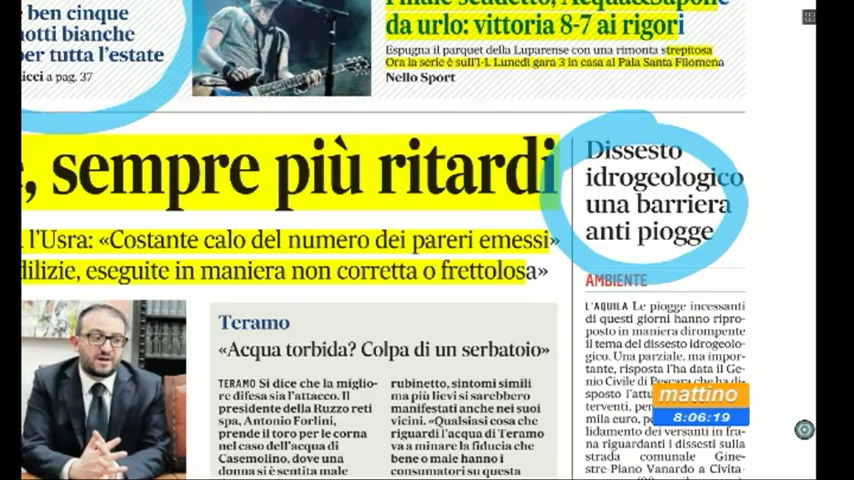 ben cinque
notti bianche
per tutta l'estate
a pag. 37
Finale scudetto, Acqua&Sapone
da urlo: vittoria 8-7 ai rigori
Espugna il parquet della Luparense con una rimonta strepitosa
Ora la serie è sull'1-1. Lunedì gara 3 in casa al Pala Santa Filomena
Nello Sport
, sempre più ritardi
l'Usra: «Costante calo del numero dei pareri emessi»
eseguite in maniera non corretta o frettolosa»
Teramo
«Acqua torbida? Colpa di un serbatoio»
TERAMO Si dice che la miglio-
re difesa sia l'attacco. Il
presidente della Ruzzo reti
spa, Antonio Forlini,
prende il toro per le corna
nel caso dell'acqua di
Casemolino, dove una
donna si è sentita male
rubinetto, sintomi simili
ma più lievi si sarebbero
manifestati anche nei suoi
vicini. «Qualsiasi cosa che
riguardi l'acqua di Teramo
va a minare la fiducia che
bene o male hanno i
consumatori su questa
Dissesto
idrogeologico
una barriera
anti piogge
AMBIENTE
L'AQUILA Le piogge incessanti
di questi giorni hanno ripro-
posto in maniera dirompente
il tema del dissesto idrogeolo-
gico. Una parziale, ma impor-
tante, risposta l'ha data il Ge-
nio Civile di Pescara che ha di-
sposto
terventi, per
mila euro, p
lidamento dei versanti in fra-
na riguardanti i dissesti sulla
strada comunale Gine-
stre-Piano Vanardo a Civita-
mattino
8:06:19